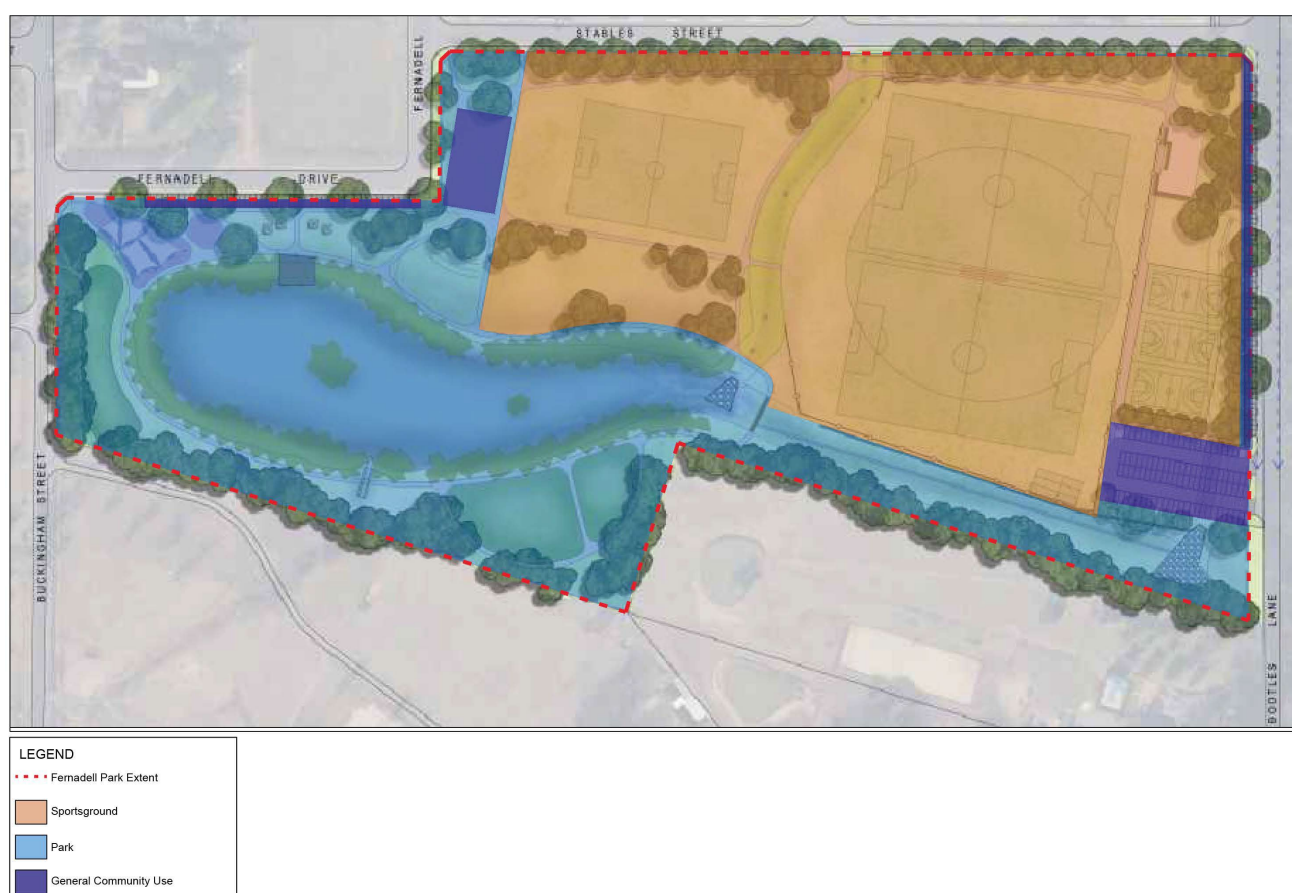 STABLES STREET
FERNADELL
FERNADELL DRIVE
BUCKINGHAM STREET
BOOTLES LANE
LEGEND
Fernadell Park Extent
Sportsground
Park
General Community Use